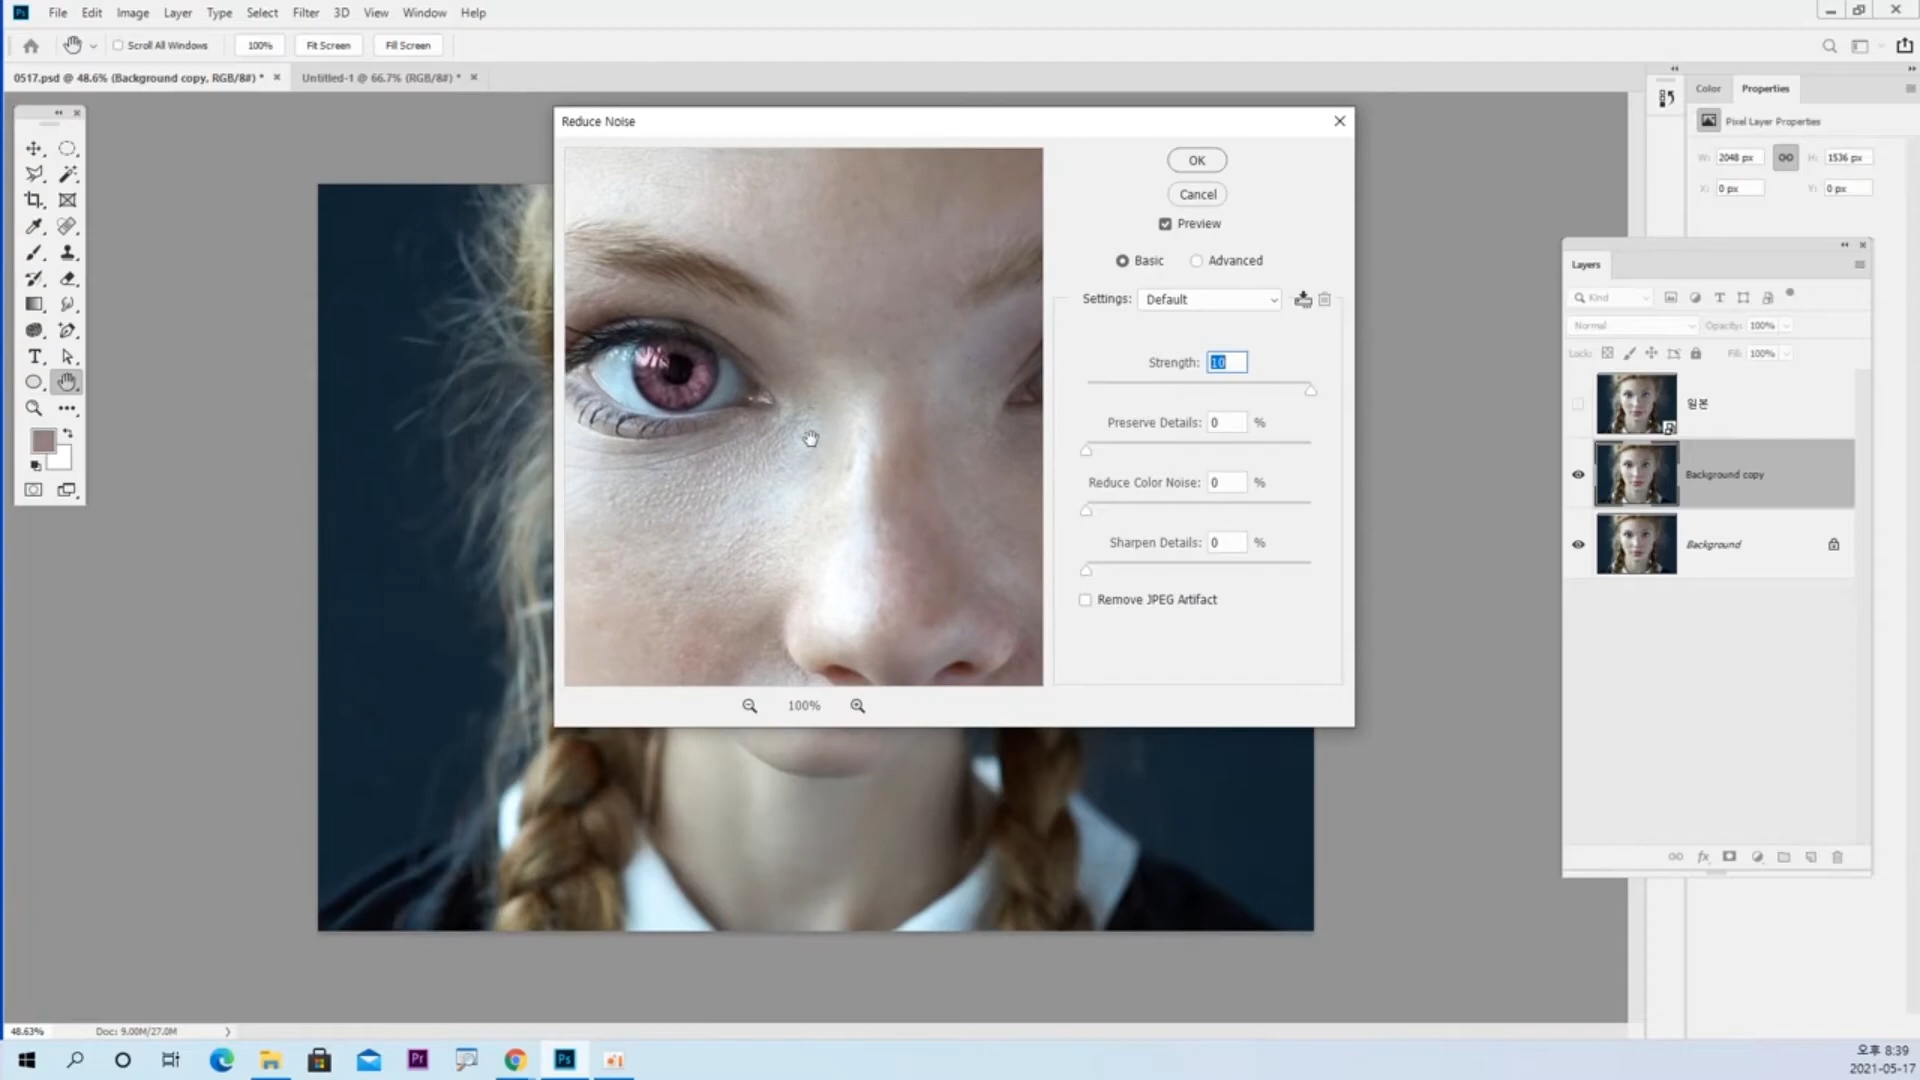 Ps File Edit Image Layer Type Select Filter 3D View Window Help
Scroll All Windows 100% Fit Screen Fill Screen
0517.psd @ 48.6% (Background copy, RGB/8#) * × Untitled-1 @ 66.7% (RGB/8#) * ×
Color Properties
Pixel Layer Properties
W: 2048 px H: 1536 px
X: 0 px Y: 0 px
Reduce Noise
OK
Cancel
Preview
Basic Advanced
Settings: Default
Strength: 10
Preserve Details: 0 %
Reduce Color Noise: 0 %
Sharpen Details: 0 %
Remove JPEG Artifact
100%
Layers
Kind
Normal Opacity: 100%
Lock: Fill: 100%
일본
Background copy
Background
fx
48.63% Doc: 9.00M/27.0M
Pr Ps
오후 8:39
2021-05-17